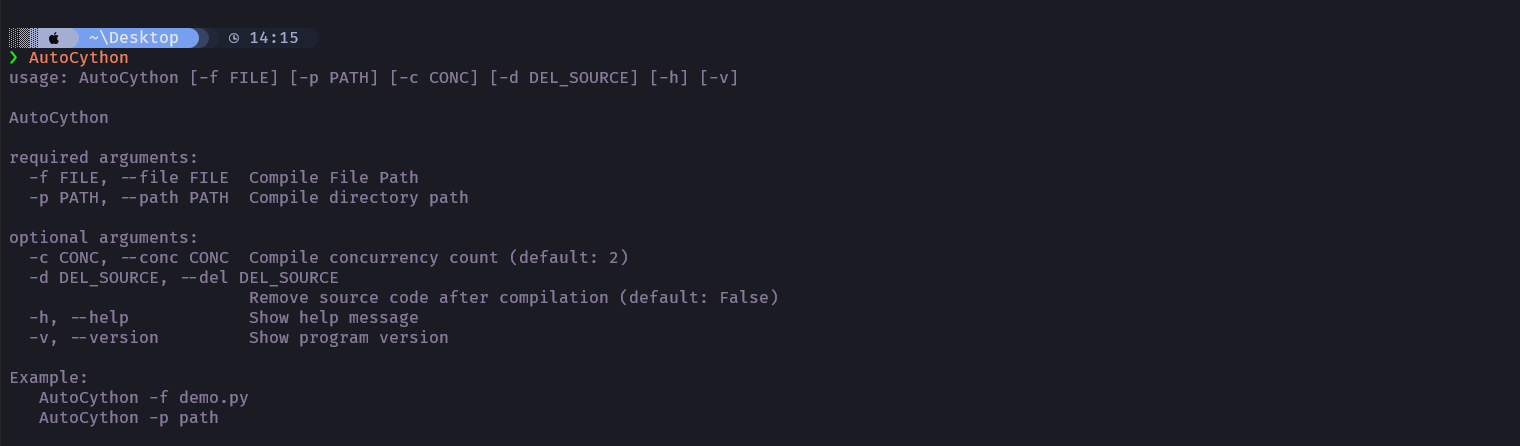 ~\Desktop 14:15
❯ AutoCython
usage: AutoCython [-f FILE] [-p PATH] [-c CONC] [-d DEL_SOURCE] [-h] [-v]
AutoCython
required arguments:
  -f FILE, --file FILE  Compile File Path
  -p PATH, --path PATH  Compile directory path
optional arguments:
  -c CONC, --conc CONC  Compile concurrency count (default: 2)
  -d DEL_SOURCE, --del DEL_SOURCE
                        Remove source code after compilation (default: False)
  -h, --help            Show help message
  -v, --version         Show program version
Example:
   AutoCython -f demo.py
   AutoCython -p path